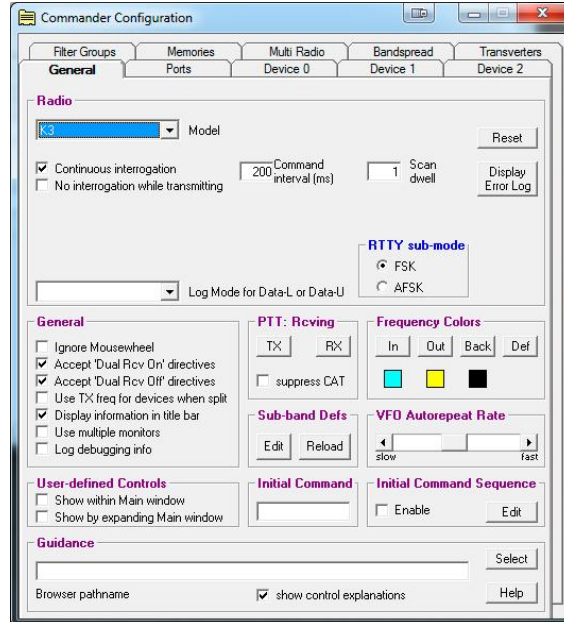 Commander Configuration
Filter Groups Memories Multi Radio Bandspread Transverters
General Ports Device 0 Device 1 Device 2
Radio
K3 Model
Reset
Continuous interrogation
No interrogation while transmitting
200 Command interval (ms)
1 Scan dwell
Display Error Log
RTTY sub-mode
FSK
AFSK
Log Mode for Data-L or Data-U
General
Ignore Mousewheel
Accept 'Dual Rcv On' directives
Accept 'Dual Rcv Off' directives
Use TX freq for devices when split
Display information in title bar
Use multiple monitors
Log debugging info
PTT: Rcving
TX RX
suppress CAT
Frequency Colors
In Out Back Def
Sub-band Defs
Edit Reload
VFO Autorepeat Rate
slow fast
User-defined Controls
Show within Main window
Show by expanding Main window
Initial Command
Initial Command Sequence
Enable Edit
Guidance
Select
Browser pathname
show control explanations
Help